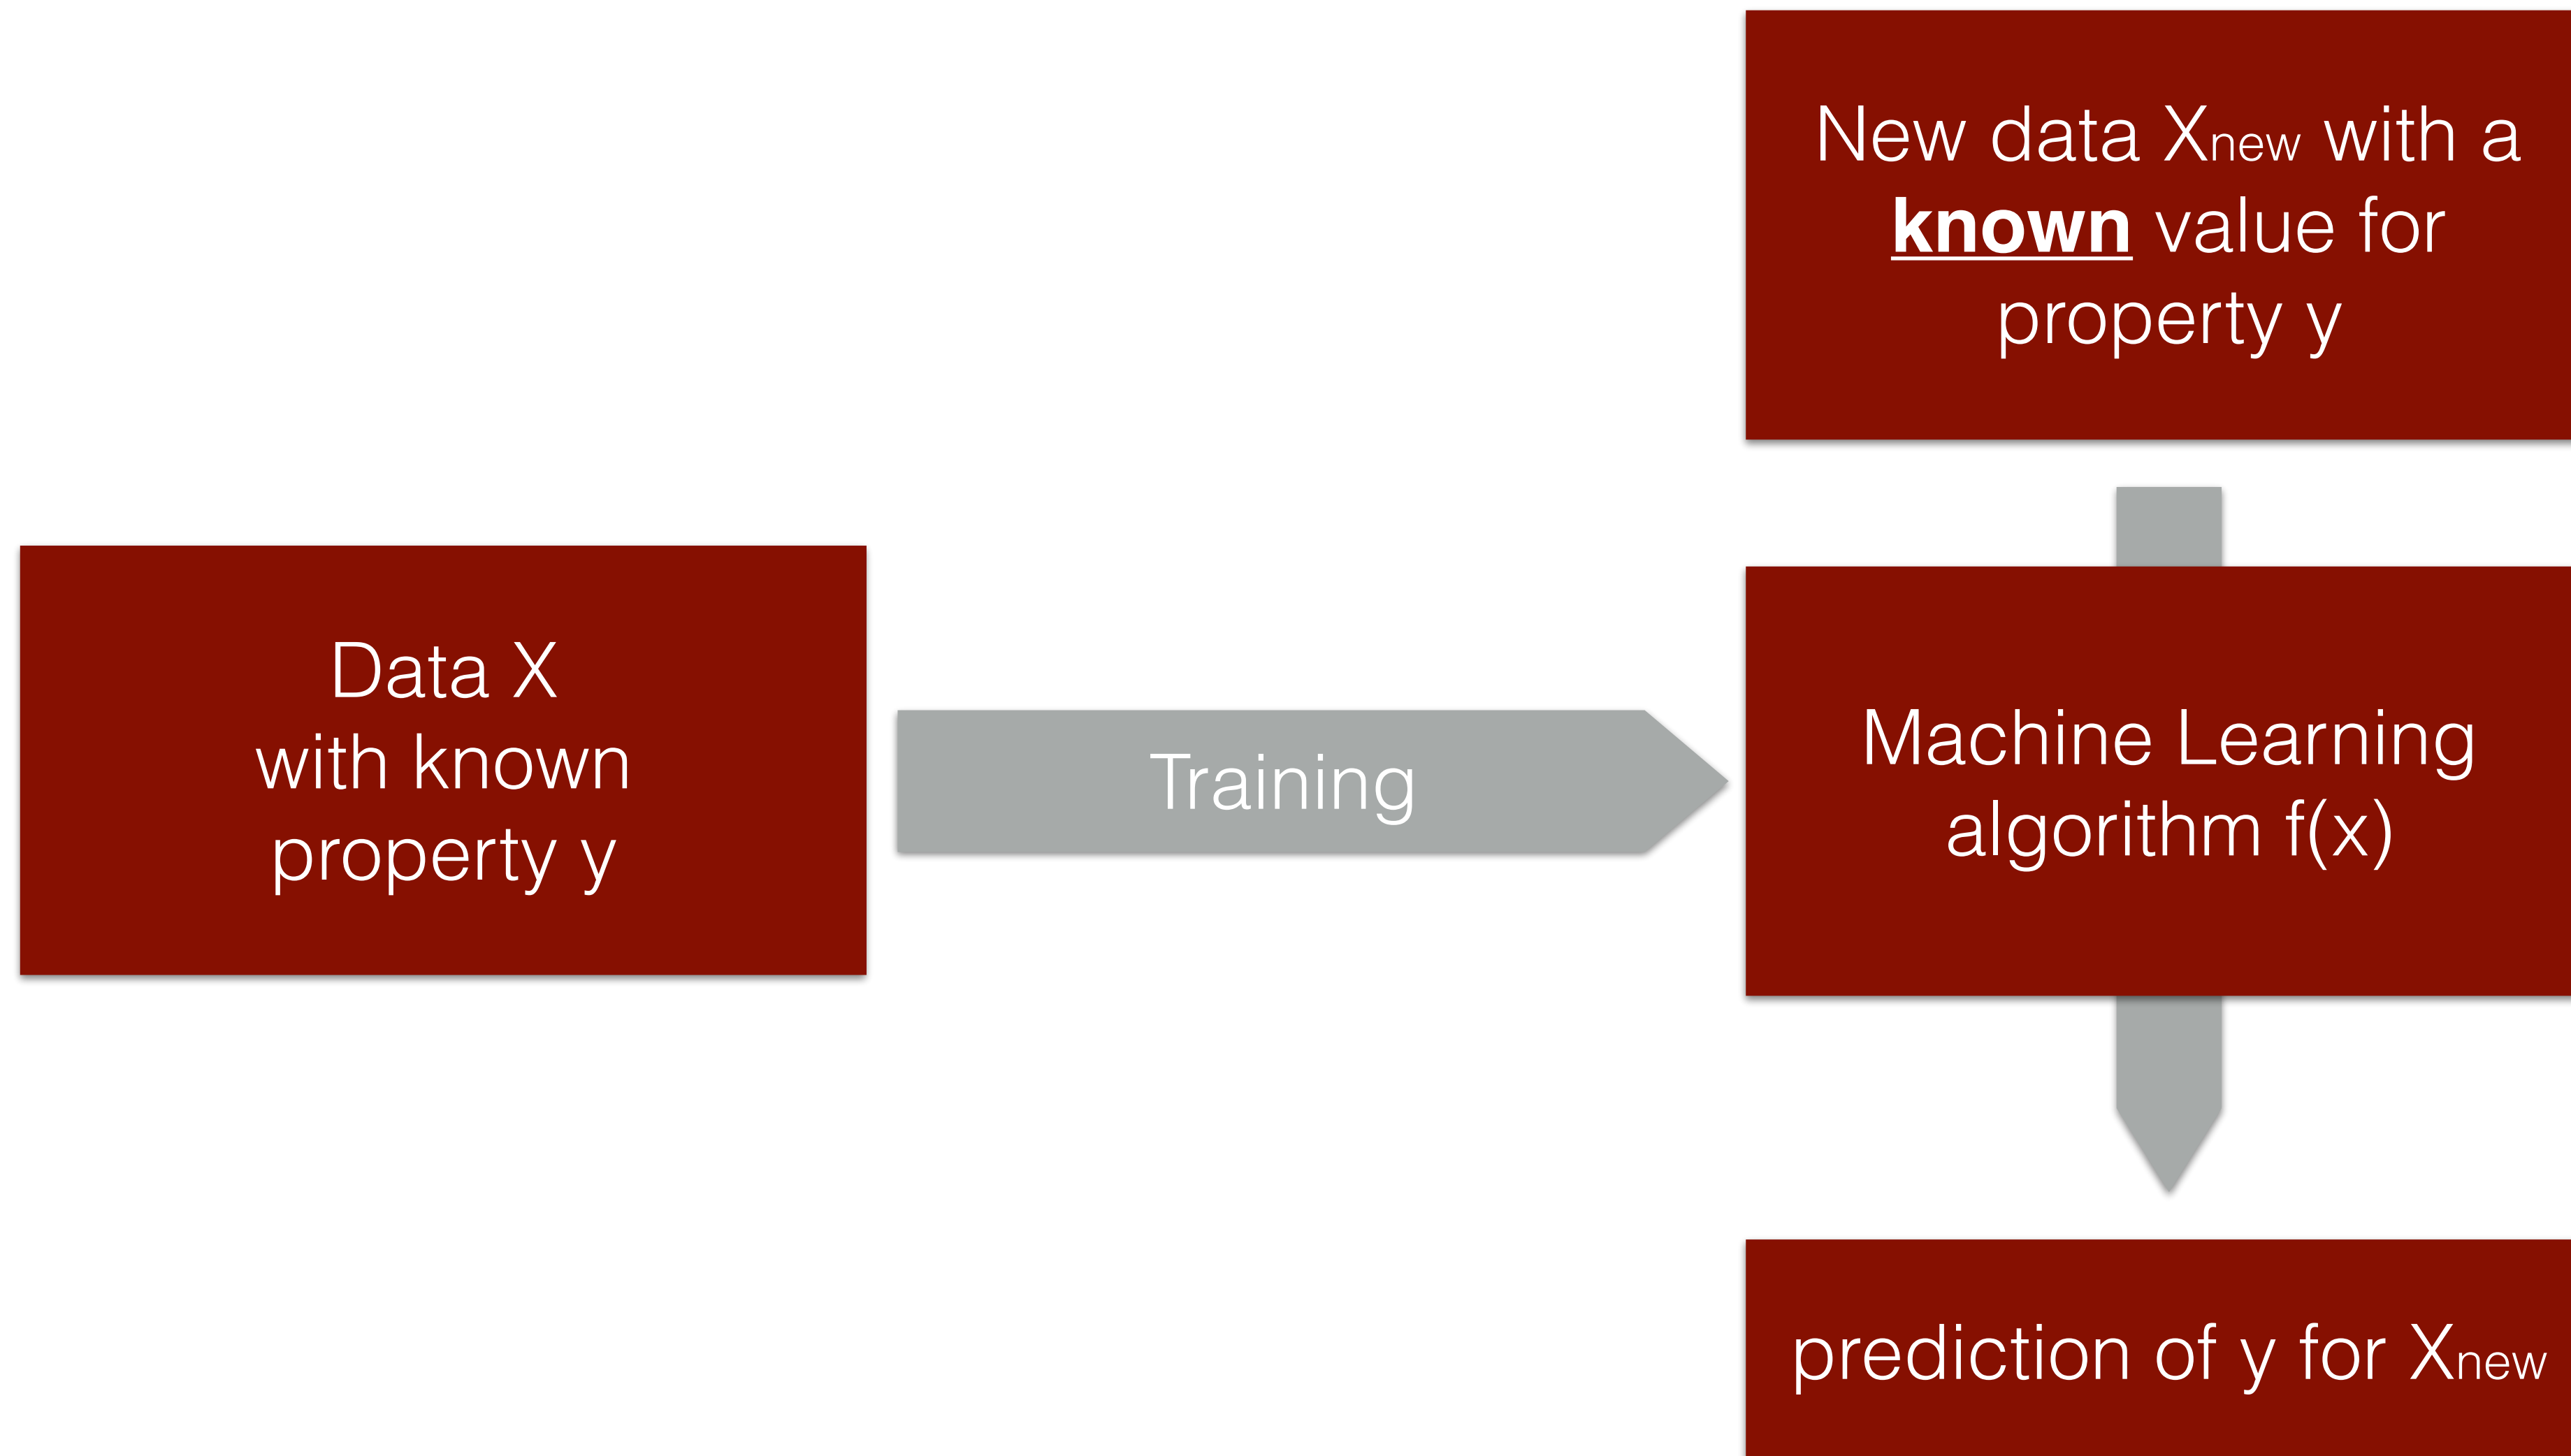 New data Xnew with a
known value for
property y
Data X
with known
property y
Training
Machine Learning
algorithm f(x)
prediction of y for Xnew